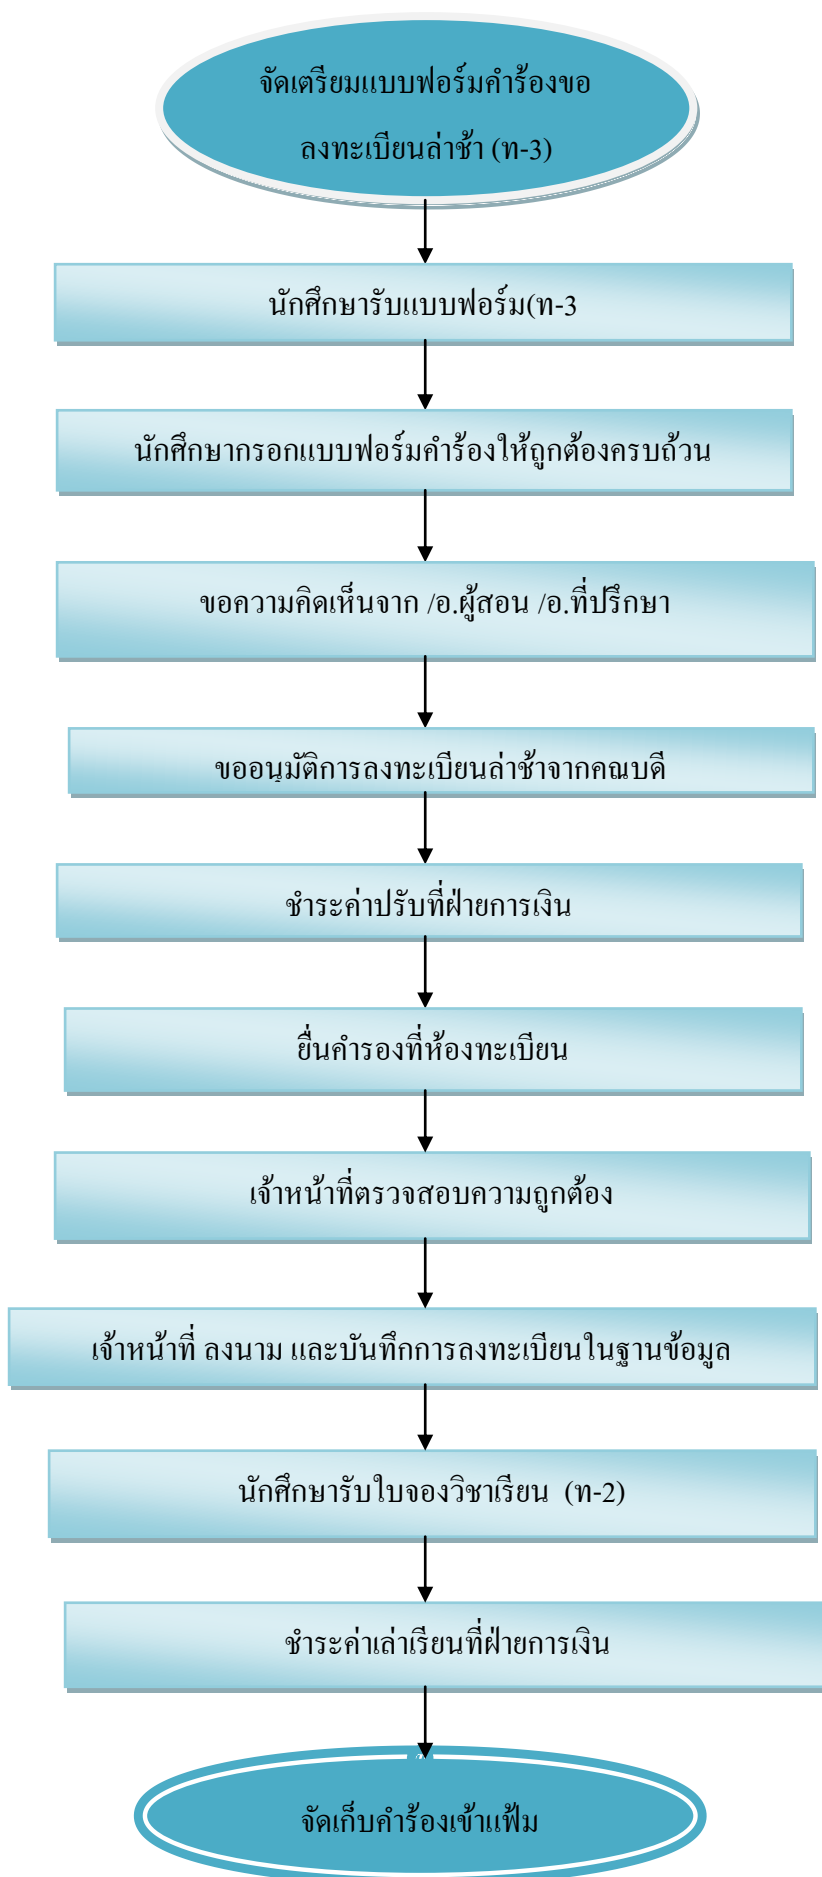 จัดเตรียมแบบฟอร์มคำร้องขอ
ลงทะเบียนล่าช้า (ท-3)
นักศึกษารับแบบฟอร์ม(ท-3
นักศึกษากรอกแบบฟอร์มคำร้องให้ถูกต้องครบถ้วน
ขอความคิดเห็นจาก /อ.ผู้สอน /อ.ที่ปรึกษา
ขออนุมัติการลงทะเบียนล่าช้าจากคณบดี
ชำระค่าปรับที่ฝ่ายการเงิน
ยื่นคำรองที่ห้องทะเบียน
เจ้าหน้าที่ตรวจสอบความถูกต้อง
เจ้าหน้าที่ ลงนาม และบันทึกการลงทะเบียนในฐานข้อมูล
นักศึกษารับใบจองวิชาเรียน (ท-2)
ชำระค่าเล่าเรียนที่ฝ่ายการเงิน
จัดเก็บคำร้องเข้าแฟ้ม